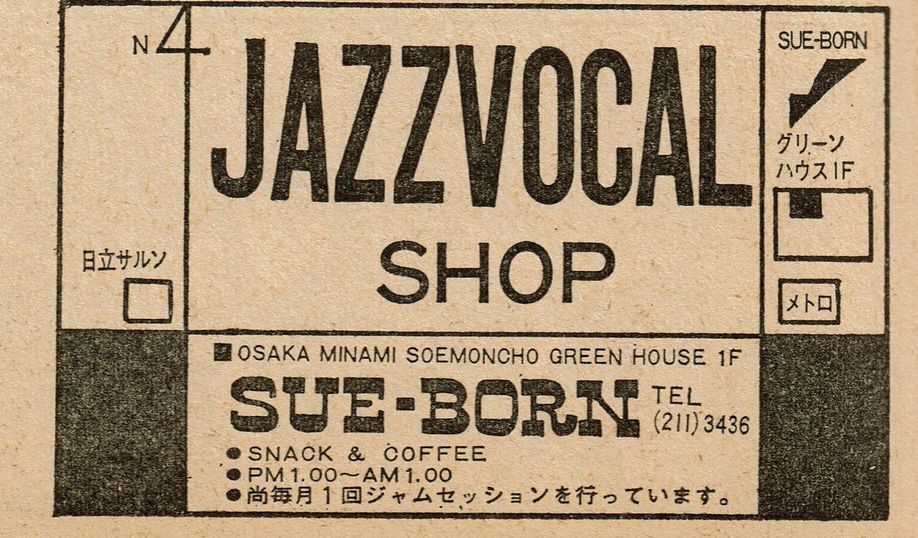 N
JAZZVOCAL
SHOP
日立サルン
SUE-BORN
グリーン
ハウス1F
メトロ
■OSAKA MINAMI SOEMONCHO GREEN HOUSE 1F
SUE-BORN
TEL
(211)3436
●SNACK & COFFEE
●PM1.00~AM1.00
●尚毎月1回ジャムセッションを行っています。